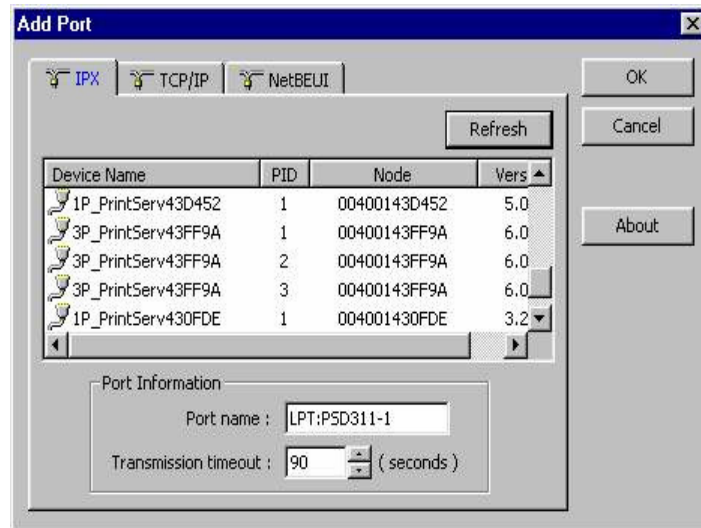 Add Port
IPX TCP/IP NetBEUI OK
Refresh Cancel
Device Name PID Node Vers
1P_PrintServ43D452 1 00400143D452 5.0
3P_PrintServ43FF9A 1 00400143FF9A 6.0 About
3P_PrintServ43FF9A 2 00400143FF9A 6.0
3P_PrintServ43FF9A 3 00400143FF9A 6.0
1P_PrintServ430FDE 1 004001430FDE 3.2
Port Information
Port name : LPT:PSD311-1
Transmission timeout : 90 ( seconds )